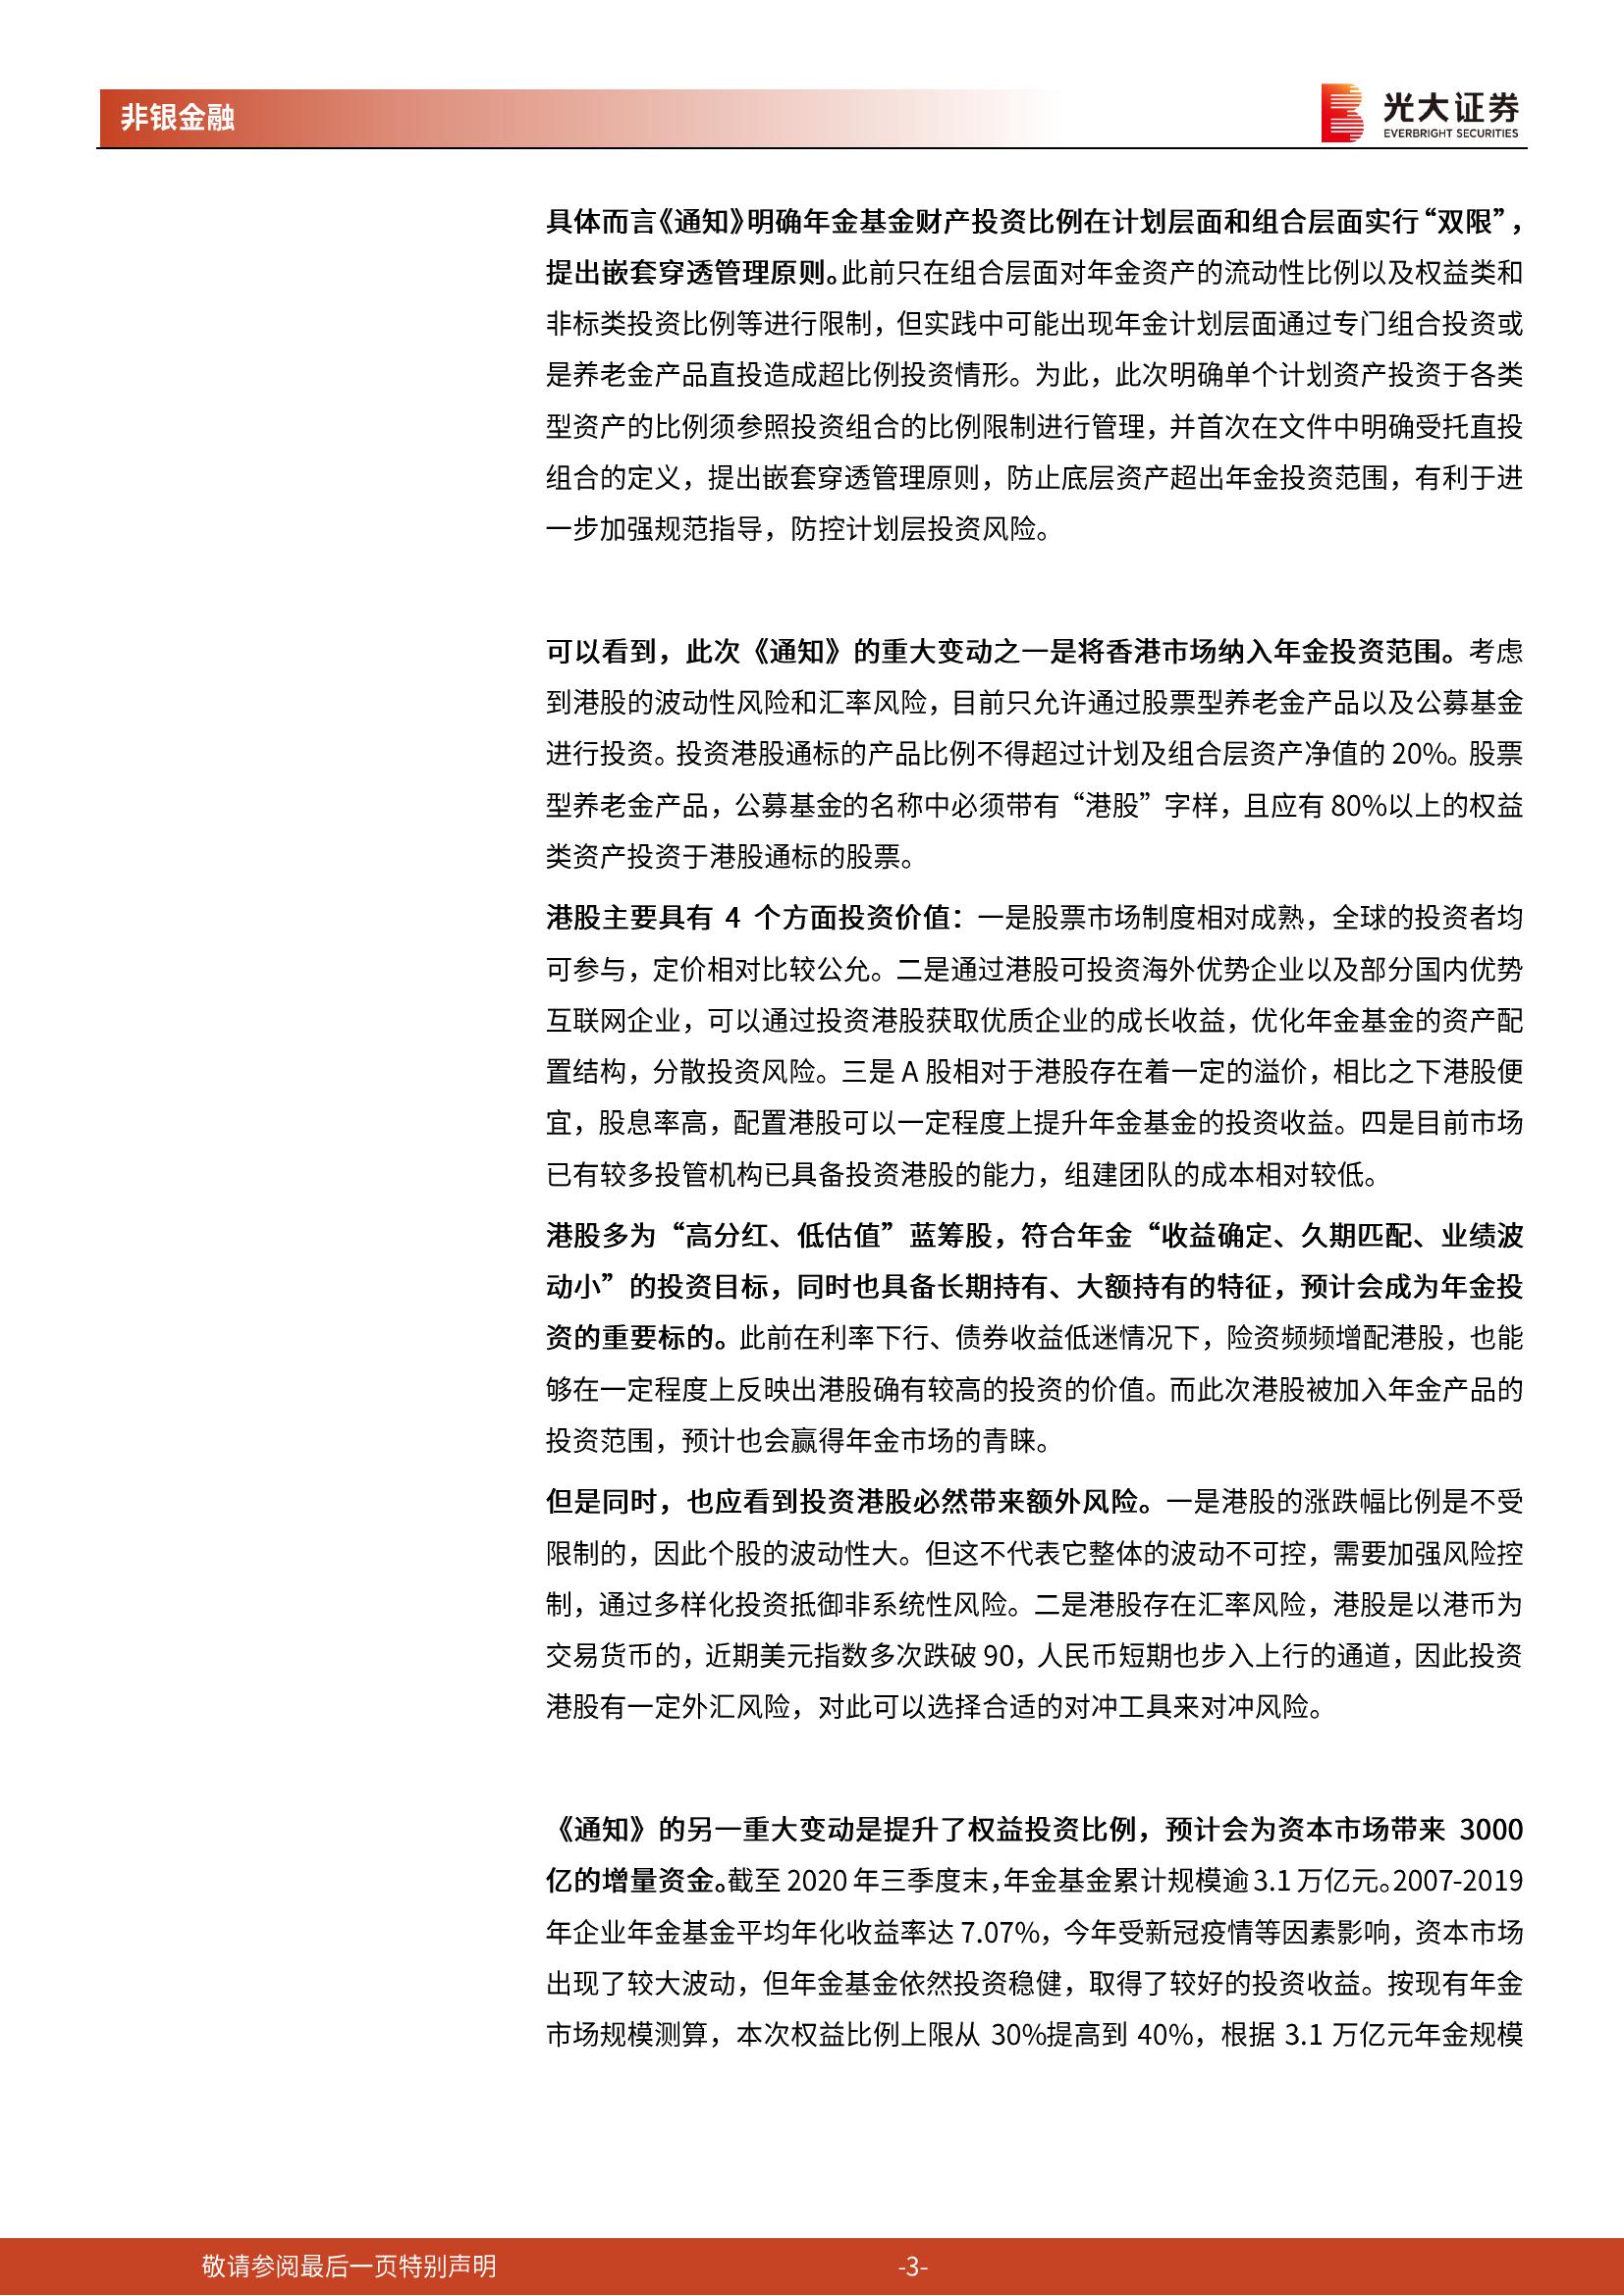 非银金融
光大证券
EVERBRIGHT SECURITIES
具体而言《通知》明确年金基金财产投资比例在计划层面和组合层面实行“双限”，
提出嵌套穿透管理原则。此前只在组合层面对年金资产的流动性比例以及权益类和
非标类投资比例等进行限制，但实践中可能出现年金计划层面通过专门组合投资或
是养老金产品直投造成超比例投资情形。为此，此次明确单个计划资产投资于各类
型资产的比例须参照投资组合的比例限制进行管理，并首次在文件中明确受托直投
组合的定义，提出嵌套穿透管理原则，防止底层资产超出年金投资范围，有利于进
一步加强规范指导，防控计划层投资风险。
可以看到，此次《通知》的重大变动之一是将香港市场纳入年金投资范围。考虑
到港股的波动性风险和汇率风险，目前只允许通过股票型养老金产品以及公募基金
进行投资。投资港股通标的产品比例不得超过计划及组合层资产净值的 20%。股票
型养老金产品，公募基金的名称中必须带有“港股”字样，且应有 80%以上的权益
类资产投资于港股通标的股票。
港股主要具有 4 个方面投资价值：一是股票市场制度相对成熟，全球的投资者均
可参与，定价相对比较公允。二是通过港股可投资海外优势企业以及部分国内优势
互联网企业，可以通过投资港股获取优质企业的成长收益，优化年金基金的资产配
置结构，分散投资风险。三是 A 股相对于港股存在着一定的溢价，相比之下港股便
宜，股息率高，配置港股可以一定程度上提升年金基金的投资收益。四是目前市场
已有较多投管机构已具备投资港股的能力，组建团队的成本相对较低。
港股多为“高分红、低估值”蓝筹股，符合年金“收益确定、久期匹配、业绩波
动小”的投资目标，同时也具备长期持有、大额持有的特征，预计会成为年金投
资的重要标的。此前在利率下行、债券收益低迷情况下，险资频频增配港股，也能
够在一定程度上反映出港股确有较高的投资的价值。而此次港股被加入年金产品的
投资范围，预计也会赢得年金市场的青睐。
但是同时，也应看到投资港股必然带来额外风险。一是港股的涨跌幅比例是不受
限制的，因此个股的波动性大。但这不代表它整体的波动不可控，需要加强风险控
制，通过多样化投资抵御非系统性风险。二是港股存在汇率风险，港股是以港币为
交易货币的，近期美元指数多次跌破 90，人民币短期也步入上行的通道，因此投资
港股有一定外汇风险，对此可以选择合适的对冲工具来对冲风险。
《通知》的另一重大变动是提升了权益投资比例，预计会为资本市场带来 3000
亿的增量资金。截至 2020 年三季度末，年金基金累计规模逾 3.1 万亿元。2007-2019
年企业年金基金平均年化收益率达 7.07%，今年受新冠疫情等因素影响，资本市场
出现了较大波动，但年金基金依然投资稳健，取得了较好的投资收益。按现有年金
市场规模测算，本次权益比例上限从 30%提高到 40%，根据 3.1 万亿元年金规模
敬请参阅最后一页特别声明
-3-